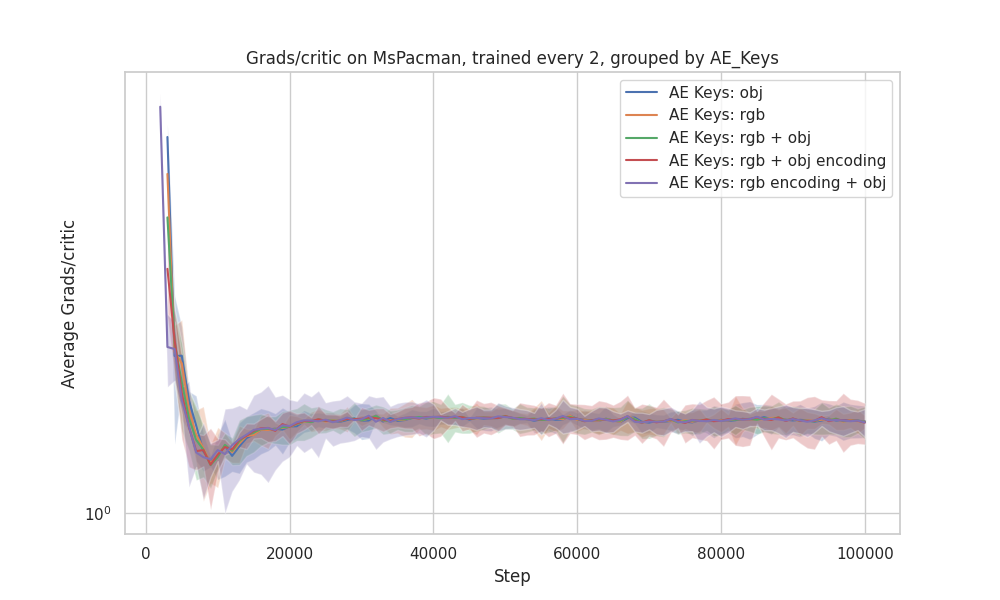 Grads/critic on MsPacman, trained every 2, grouped by AE_Keys
AE Keys: obj
AE Keys: rgb
AE Keys: rgb + obj
AE Keys: rgb + obj encoding
AE Keys: rgb encoding + obj
Average Grads/critic
10⁰
0 20000 40000 60000 80000 100000
Step